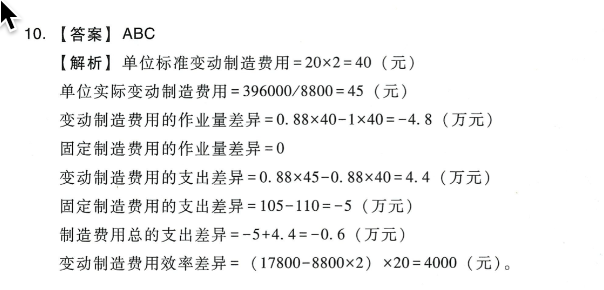 10. 【答案】ABC
【解析】单位标准变动制造费用=20×2=40（元）
单位实际变动制造费用=396000/8800=45（元）
变动制造费用的作业量差异=0.88×40-1×40=-4.8（万元）
固定制造费用的作业量差异=0
变动制造费用的支出差异=0.88×45-0.88×40=4.4（万元）
固定制造费用的支出差异=105-110=-5（万元）
制造费用总的支出差异=-5+4.4=-0.6（万元）
变动制造费用效率差异=（17800-8800×2）×20=4000（元）。